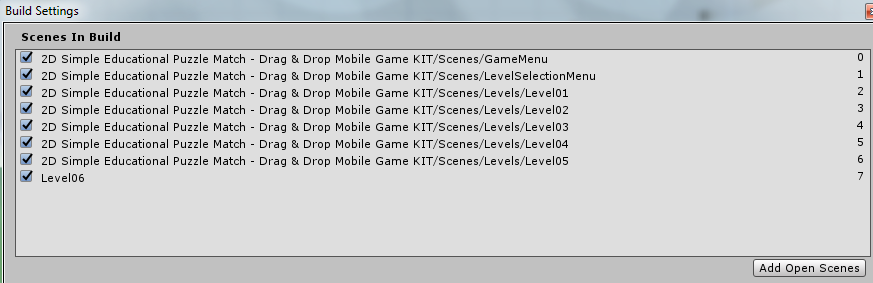 Build Settings
Scenes In Build
2D Simple Educational Puzzle Match - Drag & Drop Mobile Game KIT/Scenes/GameMenu 0
2D Simple Educational Puzzle Match - Drag & Drop Mobile Game KIT/Scenes/LevelSelectionMenu 1
2D Simple Educational Puzzle Match - Drag & Drop Mobile Game KIT/Scenes/Levels/Level01 2
2D Simple Educational Puzzle Match - Drag & Drop Mobile Game KIT/Scenes/Levels/Level02 3
2D Simple Educational Puzzle Match - Drag & Drop Mobile Game KIT/Scenes/Levels/Level03 4
2D Simple Educational Puzzle Match - Drag & Drop Mobile Game KIT/Scenes/Levels/Level04 5
2D Simple Educational Puzzle Match - Drag & Drop Mobile Game KIT/Scenes/Levels/Level05 6
Level06 7
Add Open Scenes